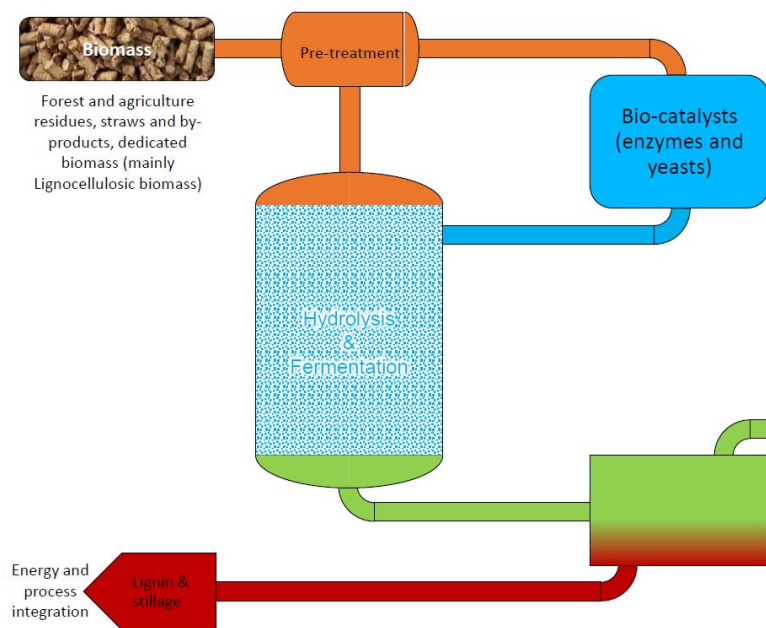 Biomass
Pre-treatment
Forest and agriculture
residues, straws and by-
products, dedicated
biomass (mainly
Lignocellulosic biomass)
Bio-catalysts
(enzymes and
yeasts)
Hydrolysis
&
Fermentation
Energy and
process
integration
Lignin &
stillage